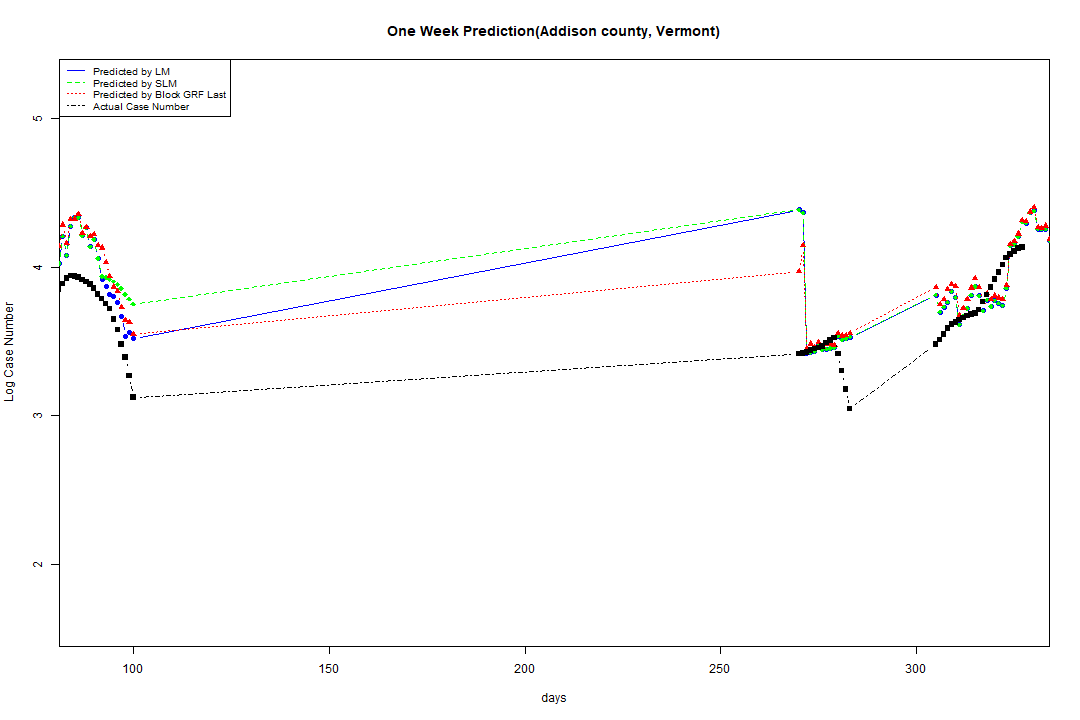 One Week Prediction(Addison county, Vermont)
Predicted by LM
Predicted by SLM
Predicted by Block GRF Last
Actual Case Number
5
4
3
2
Log Case Number
100 150 200 250 300
days